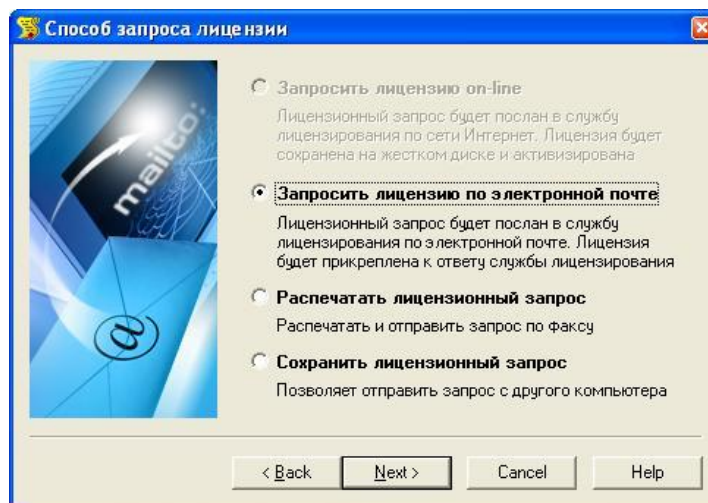 Способ запроса лицензии
mailto:
@
Запросить лицензию on-line
Лицензионный запрос будет послан в службу
лицензирования по сети Интернет. Лицензия будет
сохранена на жестком диске и активизирована
Запросить лицензию по электронной почте
Лицензионный запрос будет послан в службу
лицензирования по электронной почте. Лицензия
будет прикреплена к ответу службы лицензирования
Распечатать лицензионный запрос
Распечатать и отправить запрос по факсу
Сохранить лицензионный запрос
Позволяет отправить запрос с другого компьютера
< Back Next > Cancel Help